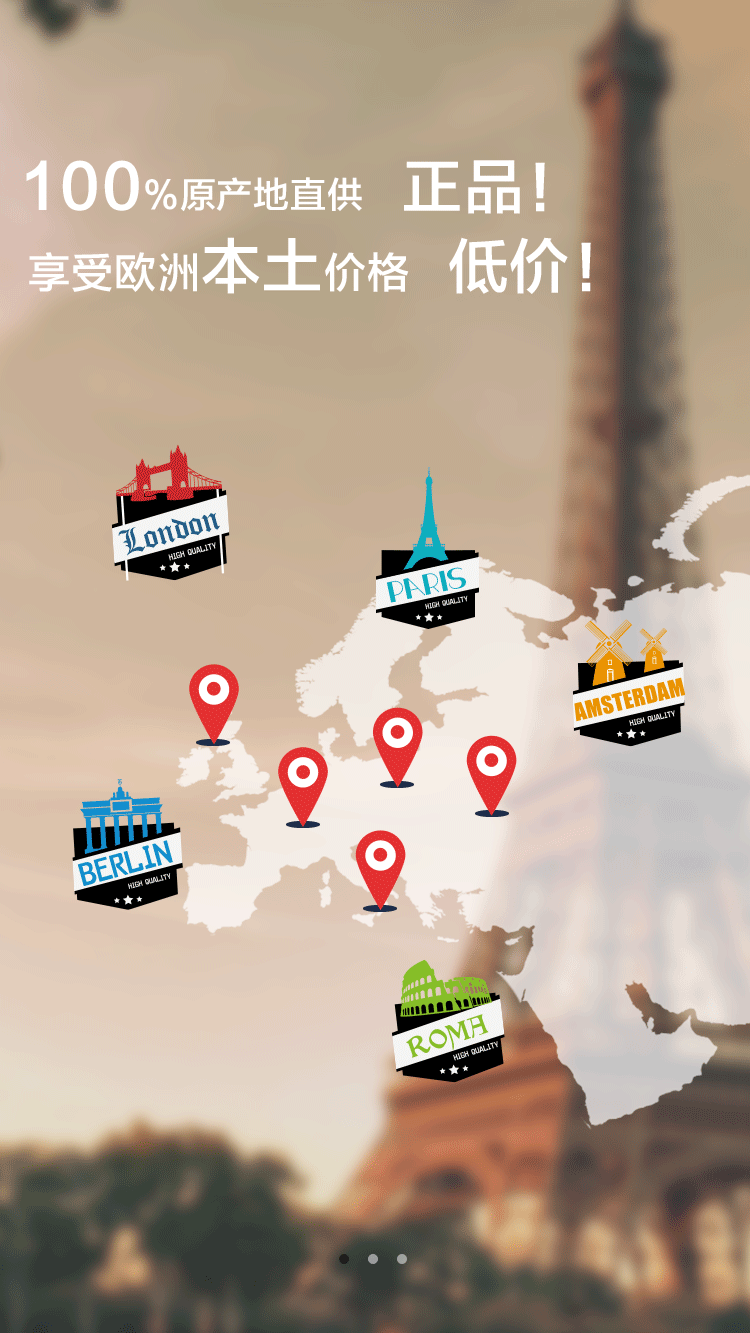 100%原产地直供 正品!
享受欧洲本土价格 低价!
London
HIGH QUALITY
PARIS
HIGH QUALITY
AMSTERDAM
HIGH QUALITY
BERLIN
HIGH QUALITY
ROMA
HIGH QUALITY